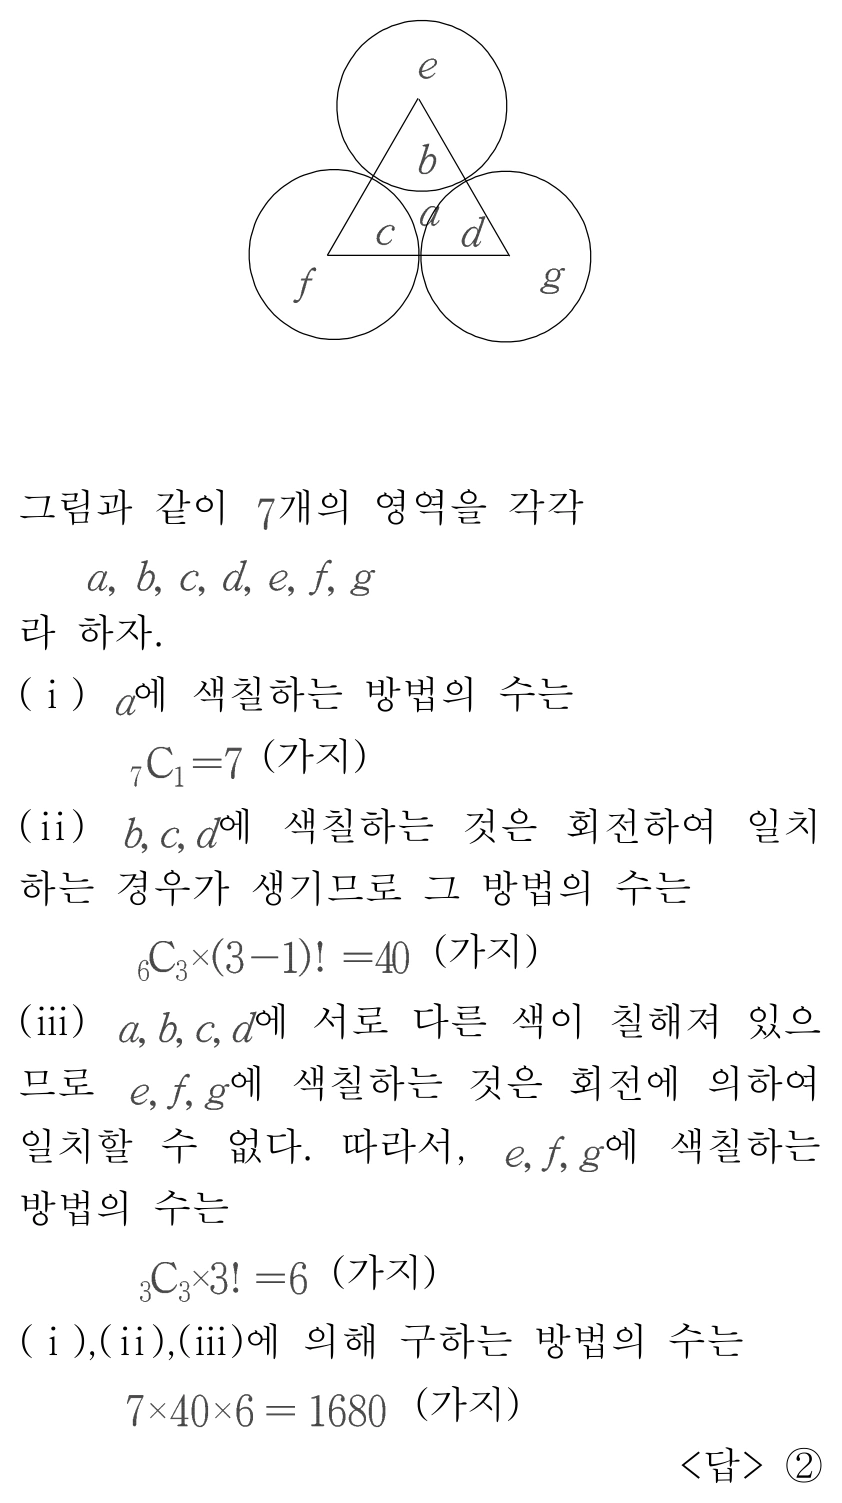 e
b
a
c
d
f
g
그림과 같이 7개의 영역을 각각
a, b, c, d, e, f, g
라 하자.
(ⅰ) a에 색칠하는 방법의 수는
₇C₁=7 (가지)
(ⅱ) b, c, d에 색칠하는 것은 회전하여 일치
하는 경우가 생기므로 그 방법의 수는
₆C₃×(3-1)! =40 (가지)
(ⅲ) a, b, c, d에 서로 다른 색이 칠해져 있으
므로 e, f, g에 색칠하는 것은 회전에 의하여
일치할 수 없다. 따라서, e, f, g에 색칠하는
방법의 수는
₃C₃×3! =6 (가지)
(ⅰ),(ⅱ),(ⅲ)에 의해 구하는 방법의 수는
7×40×6 = 1680 (가지)
<답> ②